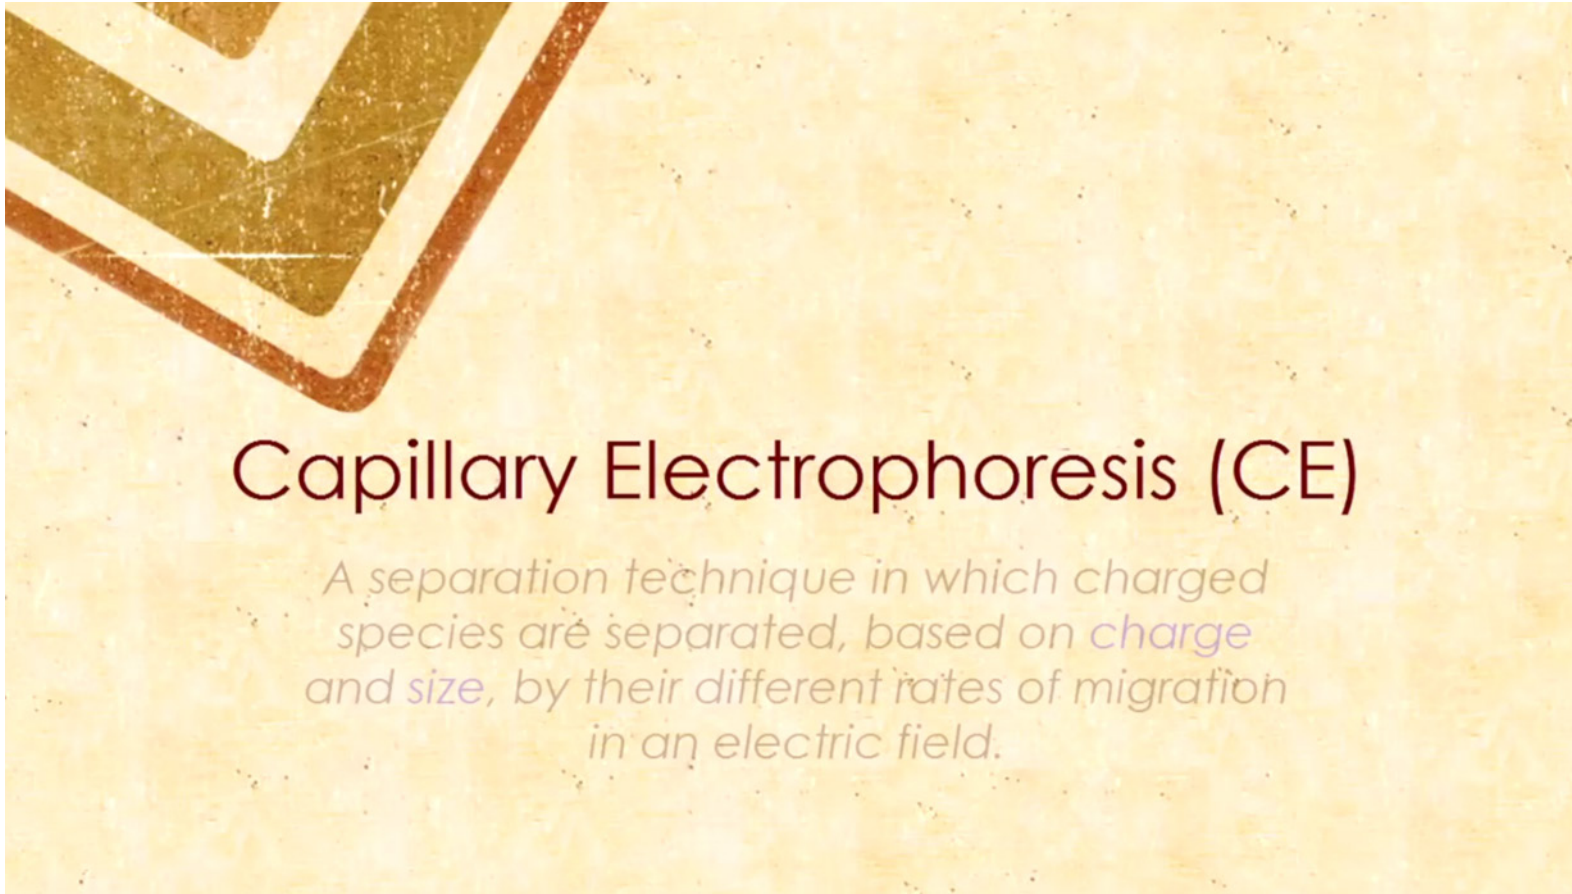 Capillary Electrophoresis (CE)
A separation technique in which charged
species are separated, based on charge
and size, by their different rates of migration
in an electric field.